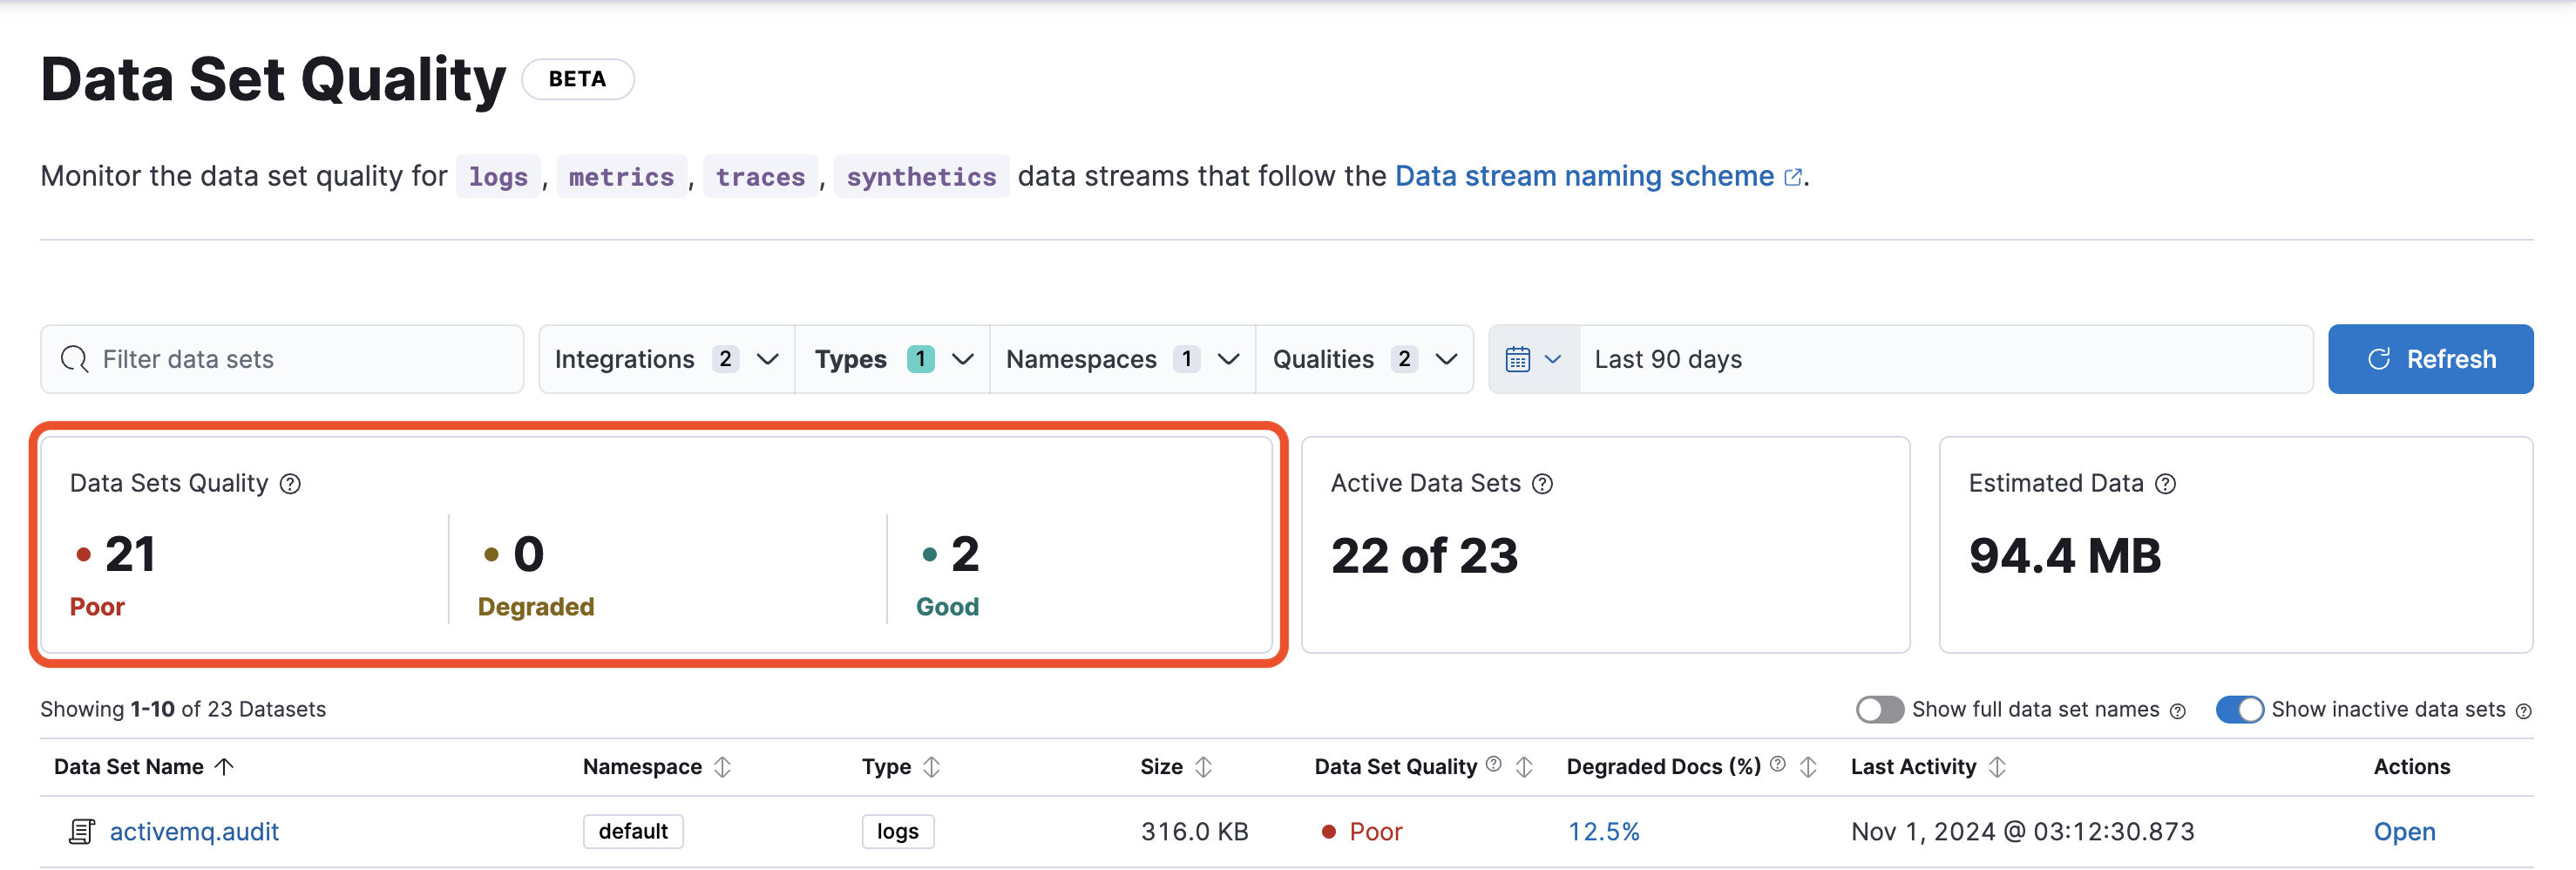 Data Set Quality BETA
Monitor the data set quality for logs, metrics, traces, synthetics data streams that follow the Data stream naming scheme.
Filter data sets Integrations 2 Types 1 Namespaces 1 Qualities 2 Last 90 days Refresh
Data Sets Quality Active Data Sets Estimated Data
21 0 2 22 of 23 94.4 MB
Poor Degraded Good
Showing 1-10 of 23 Datasets Show full data set names Show inactive data sets
Data Set Name Namespace Type Size Data Set Quality Degraded Docs (%) Last Activity Actions
activemq.audit default logs 316.0 KB Poor 12.5% Nov 1, 2024 @ 03:12:30.873 Open